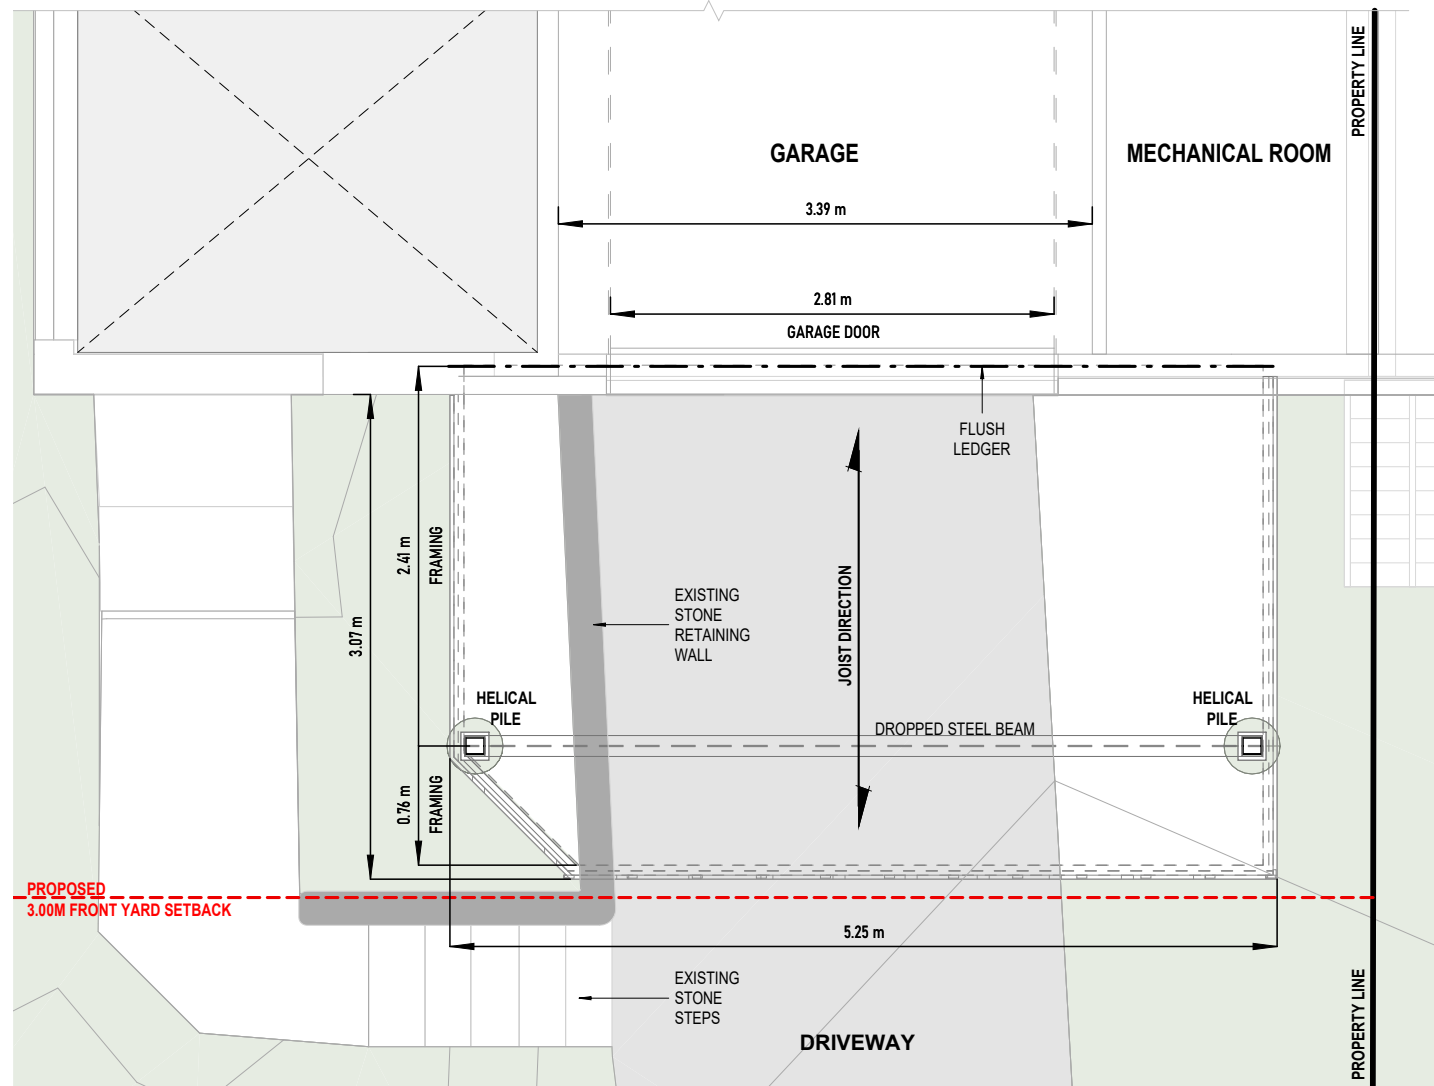 PROPERTY LINE
GARAGE
MECHANICAL ROOM
3.39 m
2.81 m
GARAGE DOOR
FLUSH
LEDGER
2.41 m
FRAMING
3.07 m
EXISTING
STONE
RETAINING
WALL
JOIST DIRECTION
HELICAL
PILE
HELICAL
PILE
DROPPED STEEL BEAM
0.76 m
FRAMING
PROPOSED
3.00M FRONT YARD SETBACK
5.25 m
EXISTING
STONE
STEPS
DRIVEWAY
PROPERTY LINE